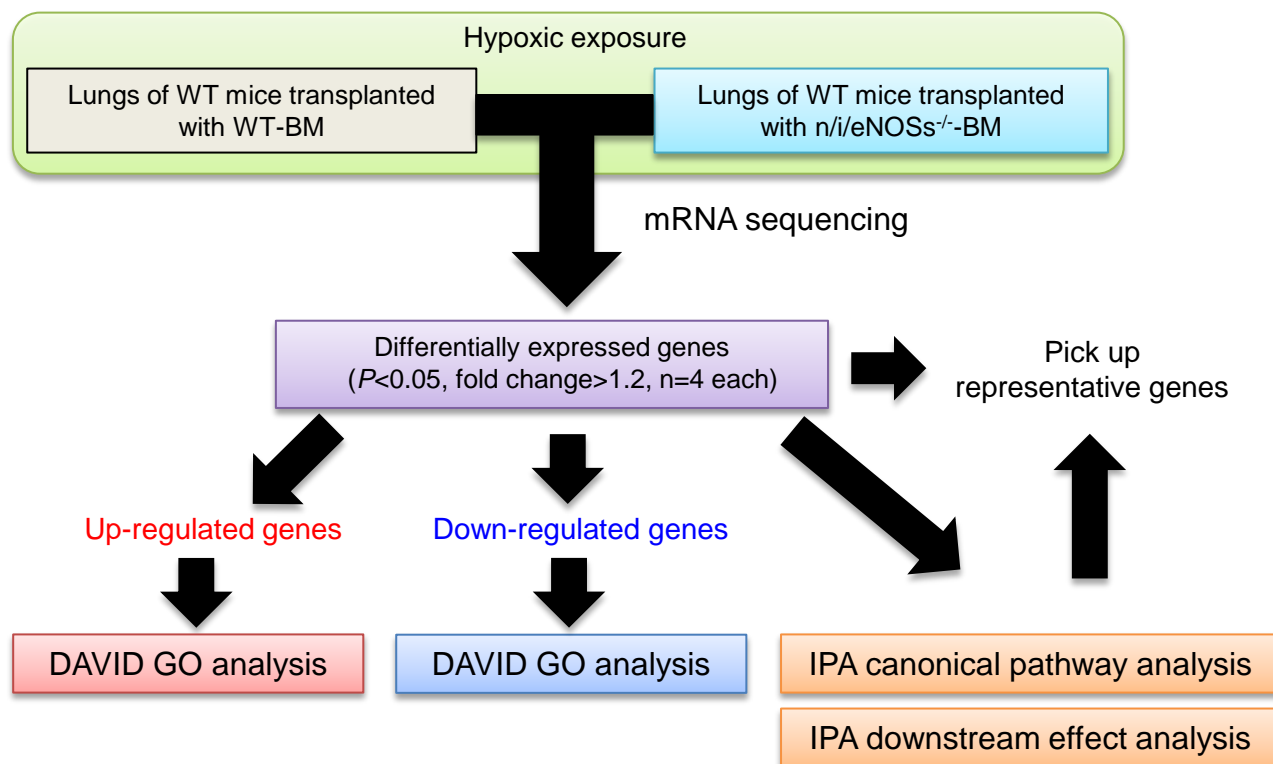 Hypoxic exposure
Lungs of WT mice transplanted
with WT-BM
Lungs of WT mice transplanted
with n/i/eNOSs-/--BM
mRNA sequencing
Differentially expressed genes
(P<0.05, fold change>1.2, n=4 each)
Pick up
representative genes
Up-regulated genes
Down-regulated genes
DAVID GO analysis
DAVID GO analysis
IPA canonical pathway analysis
IPA downstream effect analysis